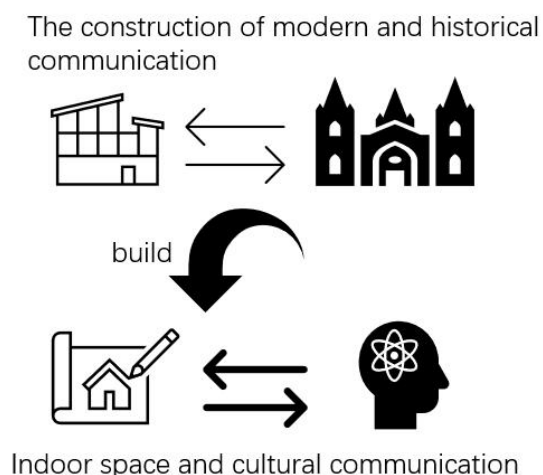 The construction of modern and historical
communication
build
Indoor space and cultural communication